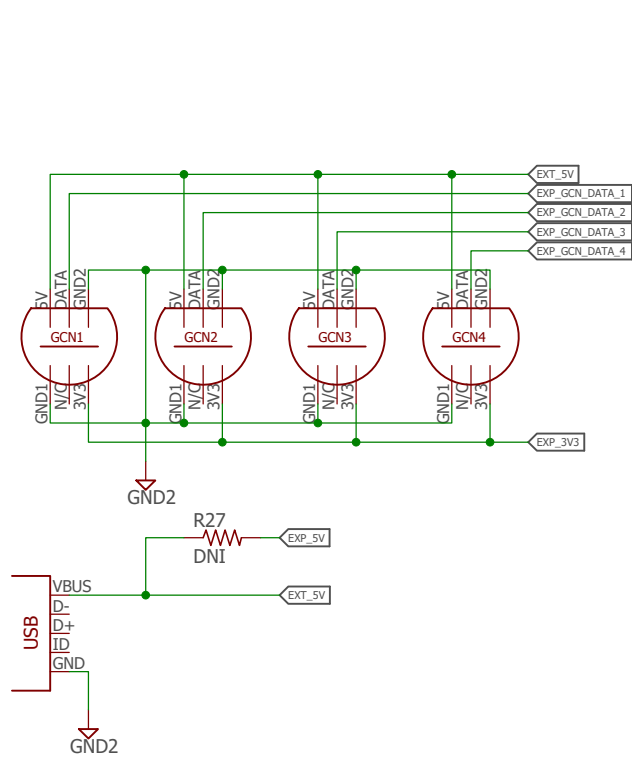 EXT_5V
EXP_GCN_DATA_1
EXP_GCN_DATA_2
EXP_GCN_DATA_3
EXP_GCN_DATA_4
5V DATA GND2 5V DATA GND2 5V DATA GND2 5V DATA GND2
GCN1 GCN2 GCN3 GCN4
GND1 N/C 3V3 GND1 N/C 3V3 GND1 N/C 3V3 GND1 N/C 3V3
EXP_3V3
GND2
R27
EXP_5V
DNI
VBUS
EXT_5V
D-
D+
USB
ID
GND
GND2